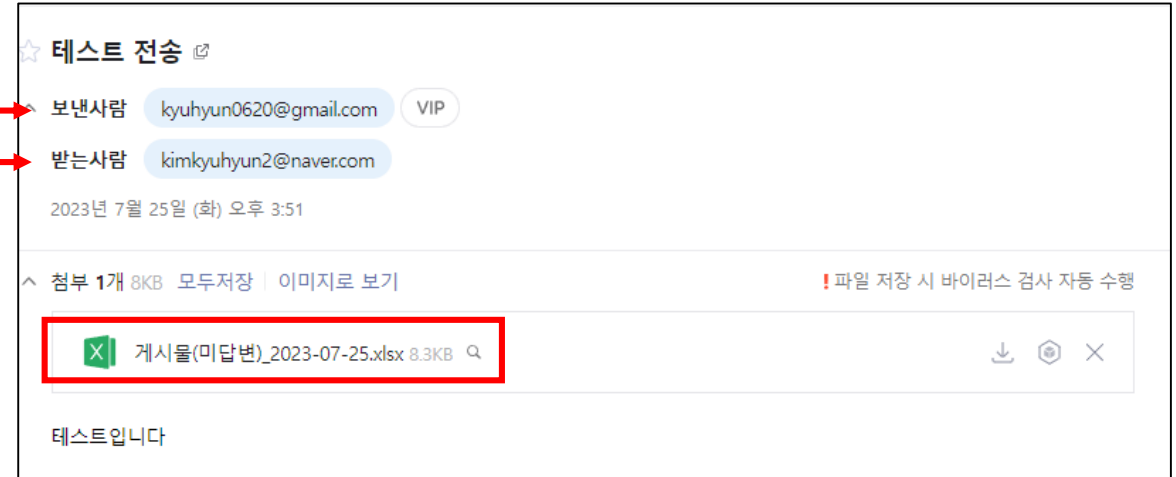 테스트 전송
보낸사람 kyuhyun0620@gmail.com VIP
받는사람 kimkyuhyun2@naver.com
2023년 7월 25일 (화) 오후 3:51
첨부 1개 8KB 모두저장 이미지로 보기 ! 파일 저장 시 바이러스 검사 자동 수행
게시물(미답변)_2023-07-25.xlsx 8.3KB
테스트입니다